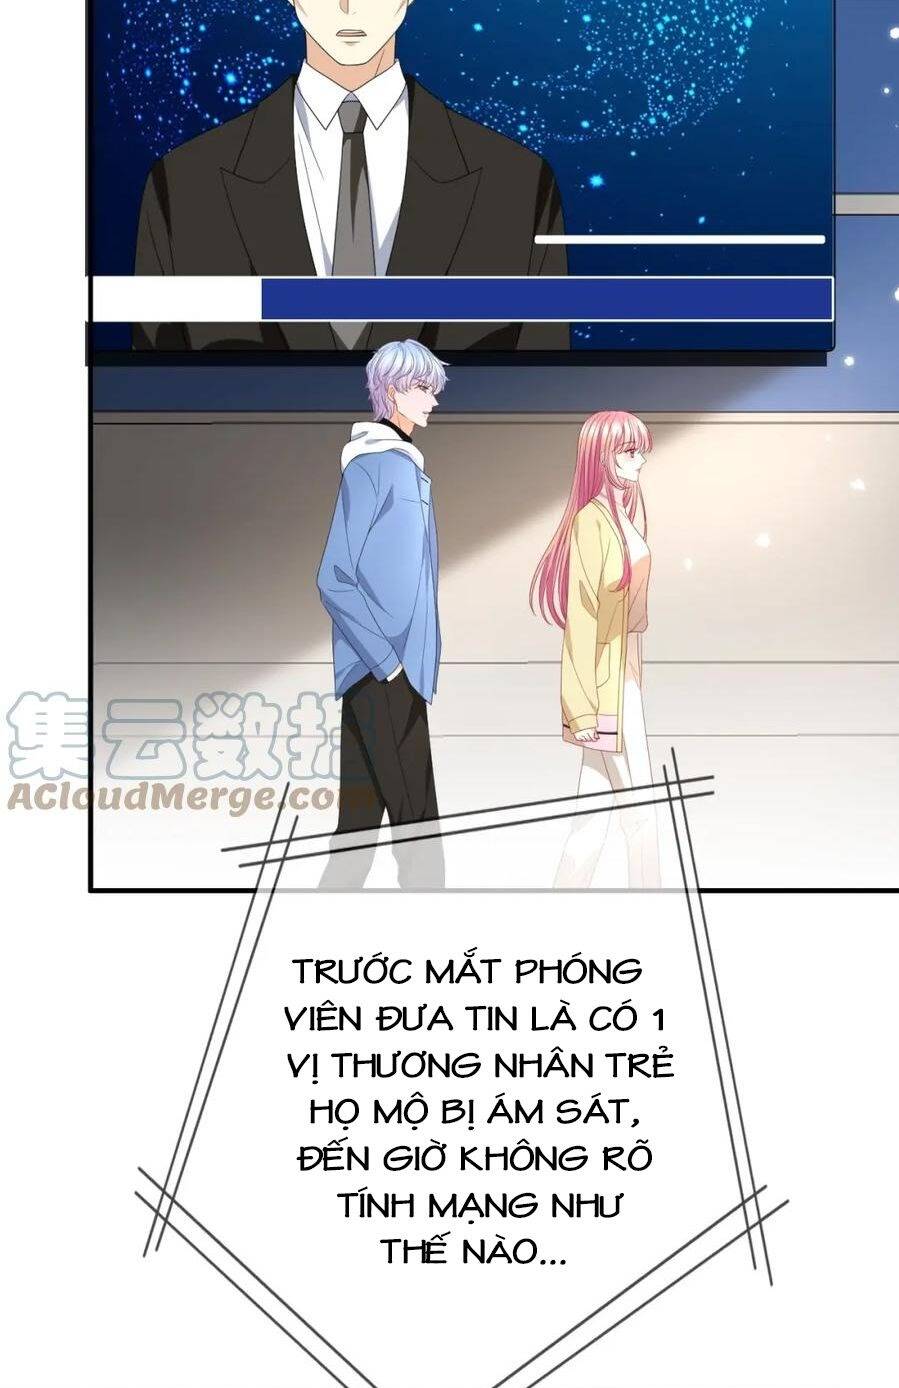 集云数据
ACloudMerge.com
TRƯỚC MẮT PHÓNG
VIÊN ĐƯA TIN LÀ CÓ 1
VỊ THƯƠNG NHÂN TRẺ
HỌ MỘ BỊ ÁM SÁT,
ĐẾN GIỜ KHÔNG RÕ
TÍNH MẠNG NHƯ
THẾ NÀO...